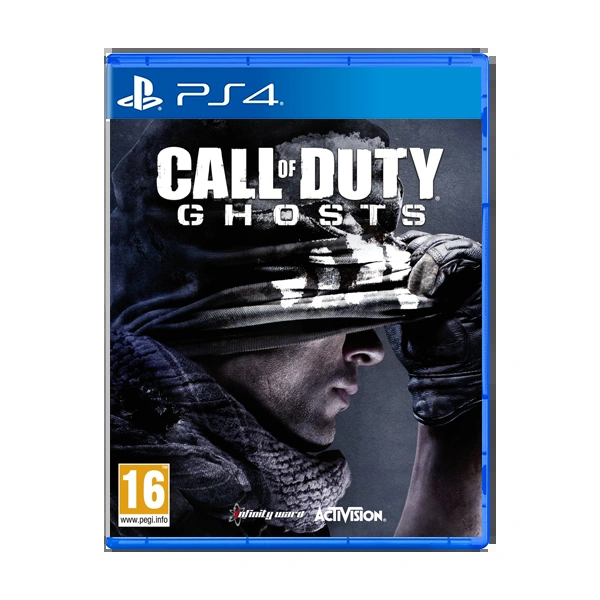 PS4
CALL OF DUTY
GHOSTS
16
www.pegi.info
Infinity ward
ACTIVISION